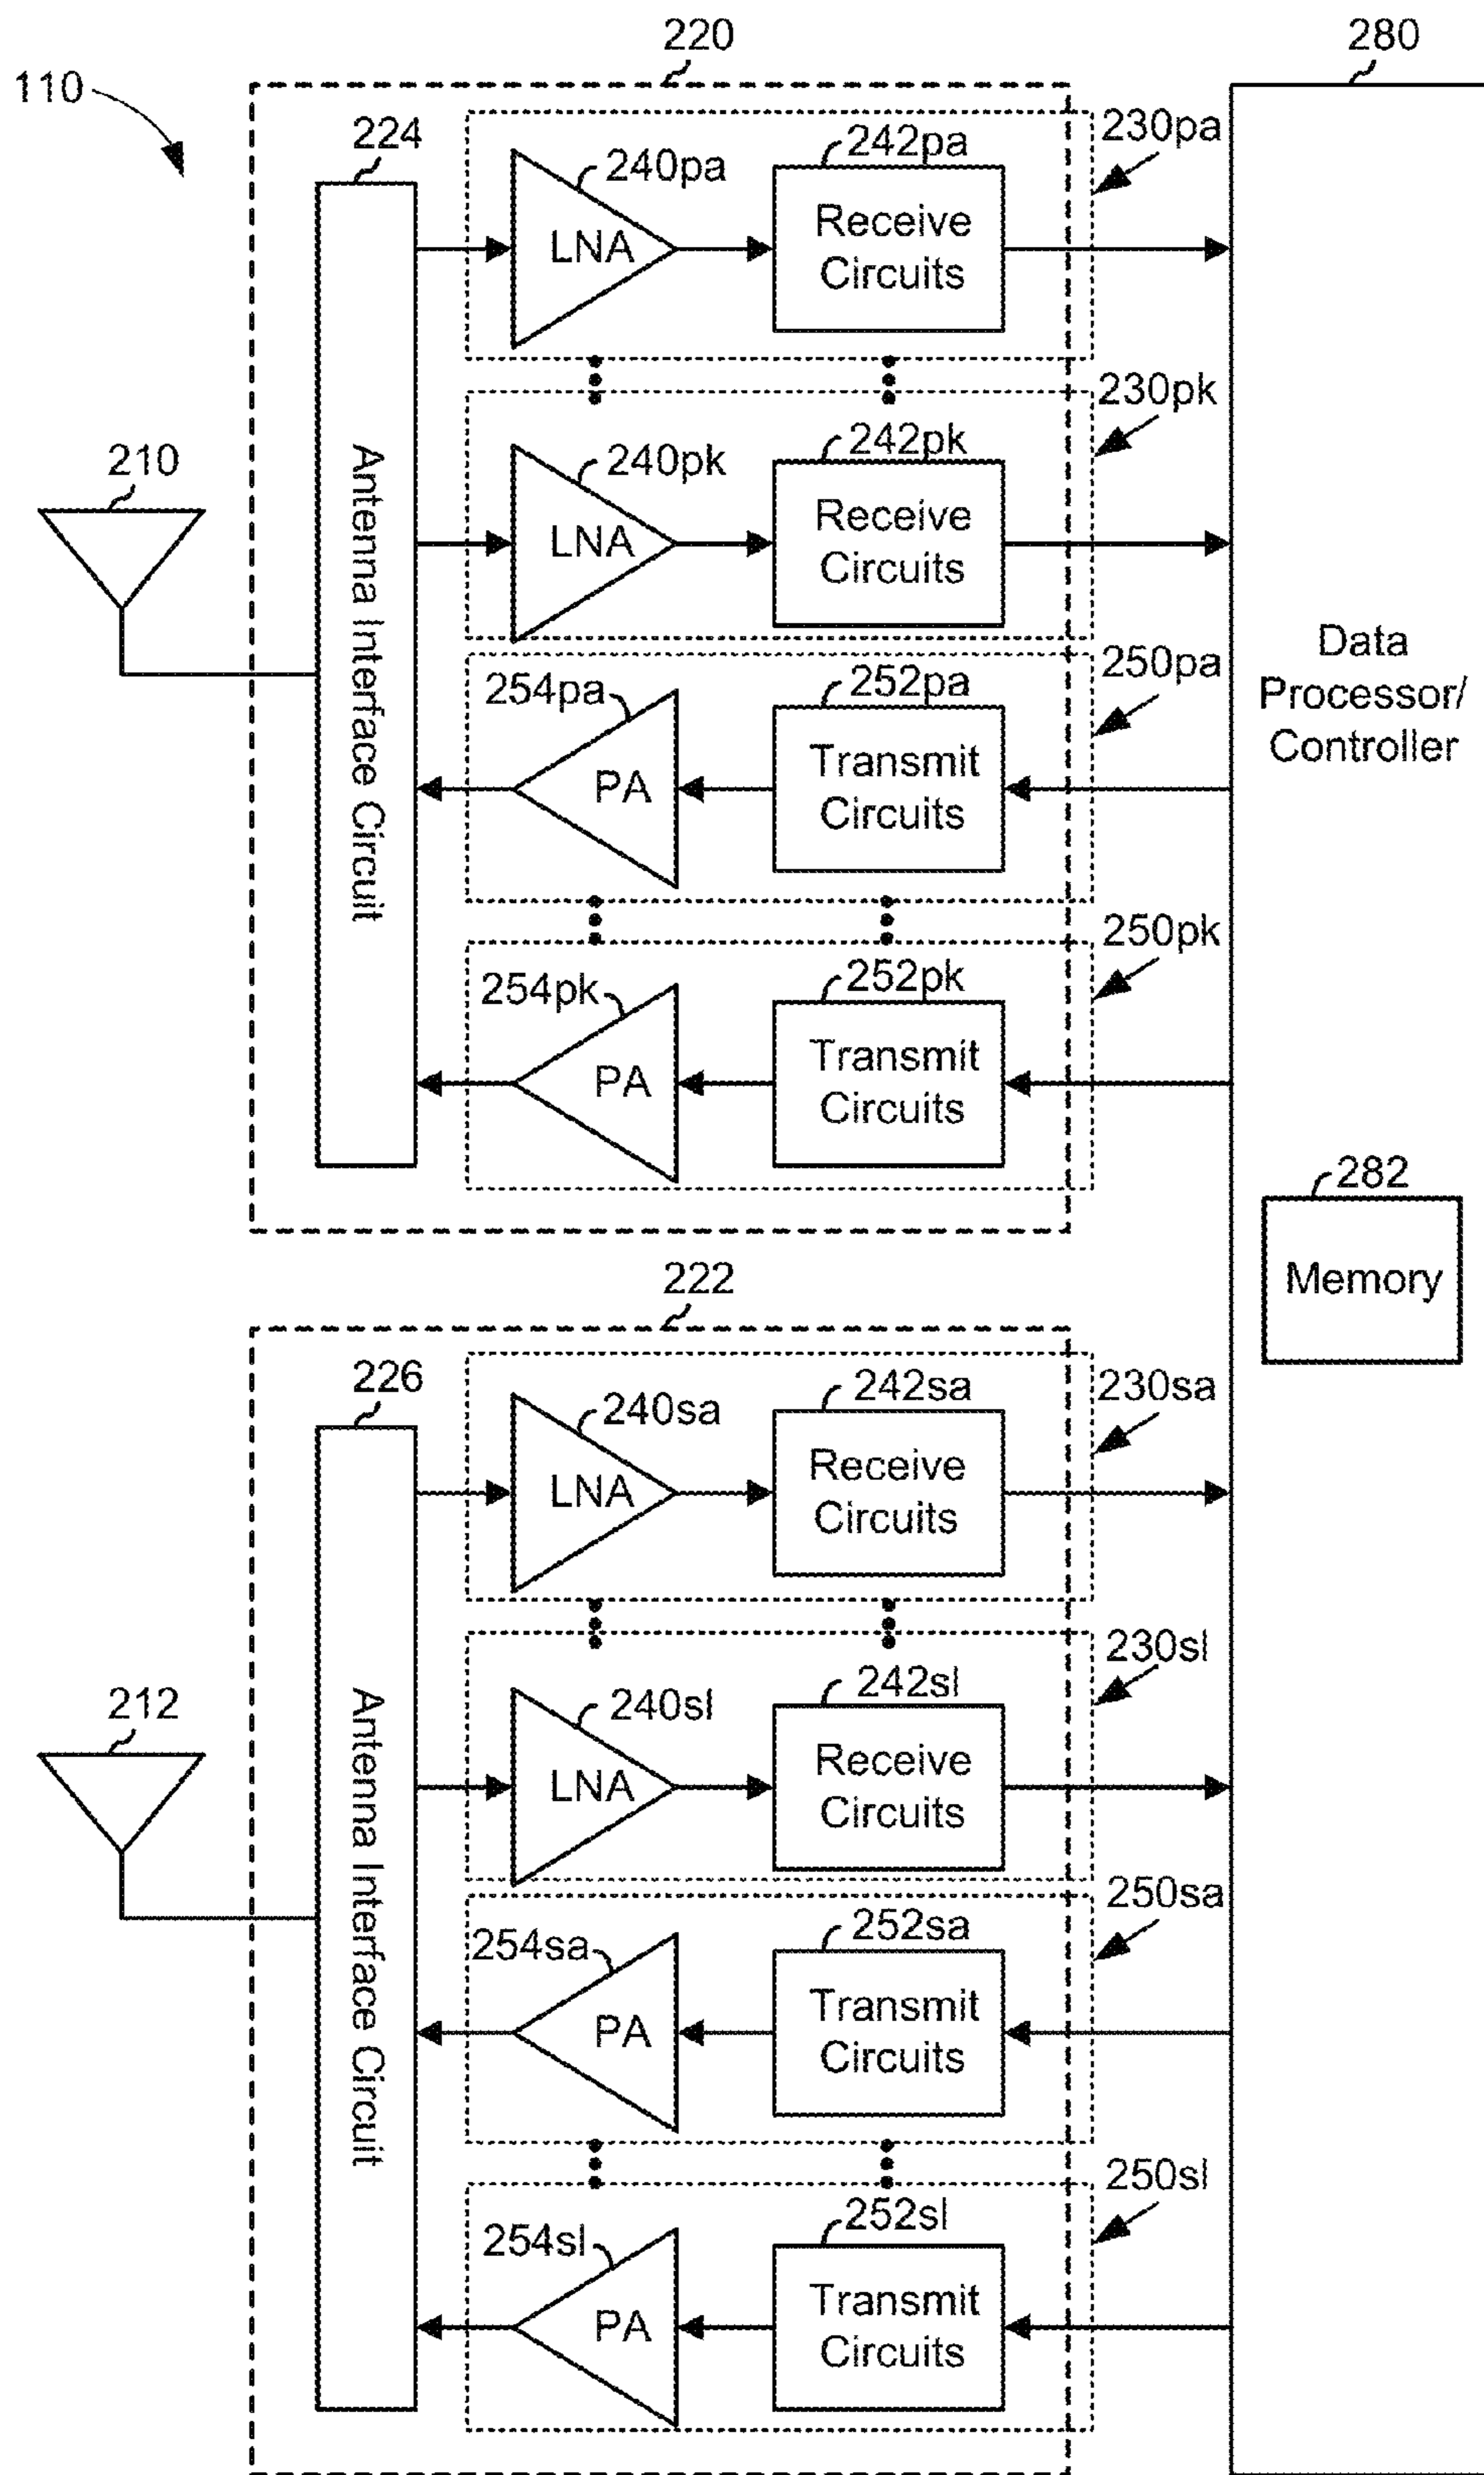 220
280
110
224
230pa
240pa
242pa
LNA
Receive
Circuits
230pk
240pk
242pk
LNA
Receive
Circuits
210
Antenna Interface Circuit
Data
Processor/
Controller
250pa
254pa
252pa
PA
Transmit
Circuits
250pk
254pk
252pk
PA
Transmit
Circuits
282
Memory
222
226
230sa
240sa
242sa
LNA
Receive
Circuits
230sl
240sl
242sl
LNA
Receive
Circuits
212
Antenna Interface Circuit
250sa
254sa
252sa
PA
Transmit
Circuits
250sl
254sl
252sl
PA
Transmit
Circuits